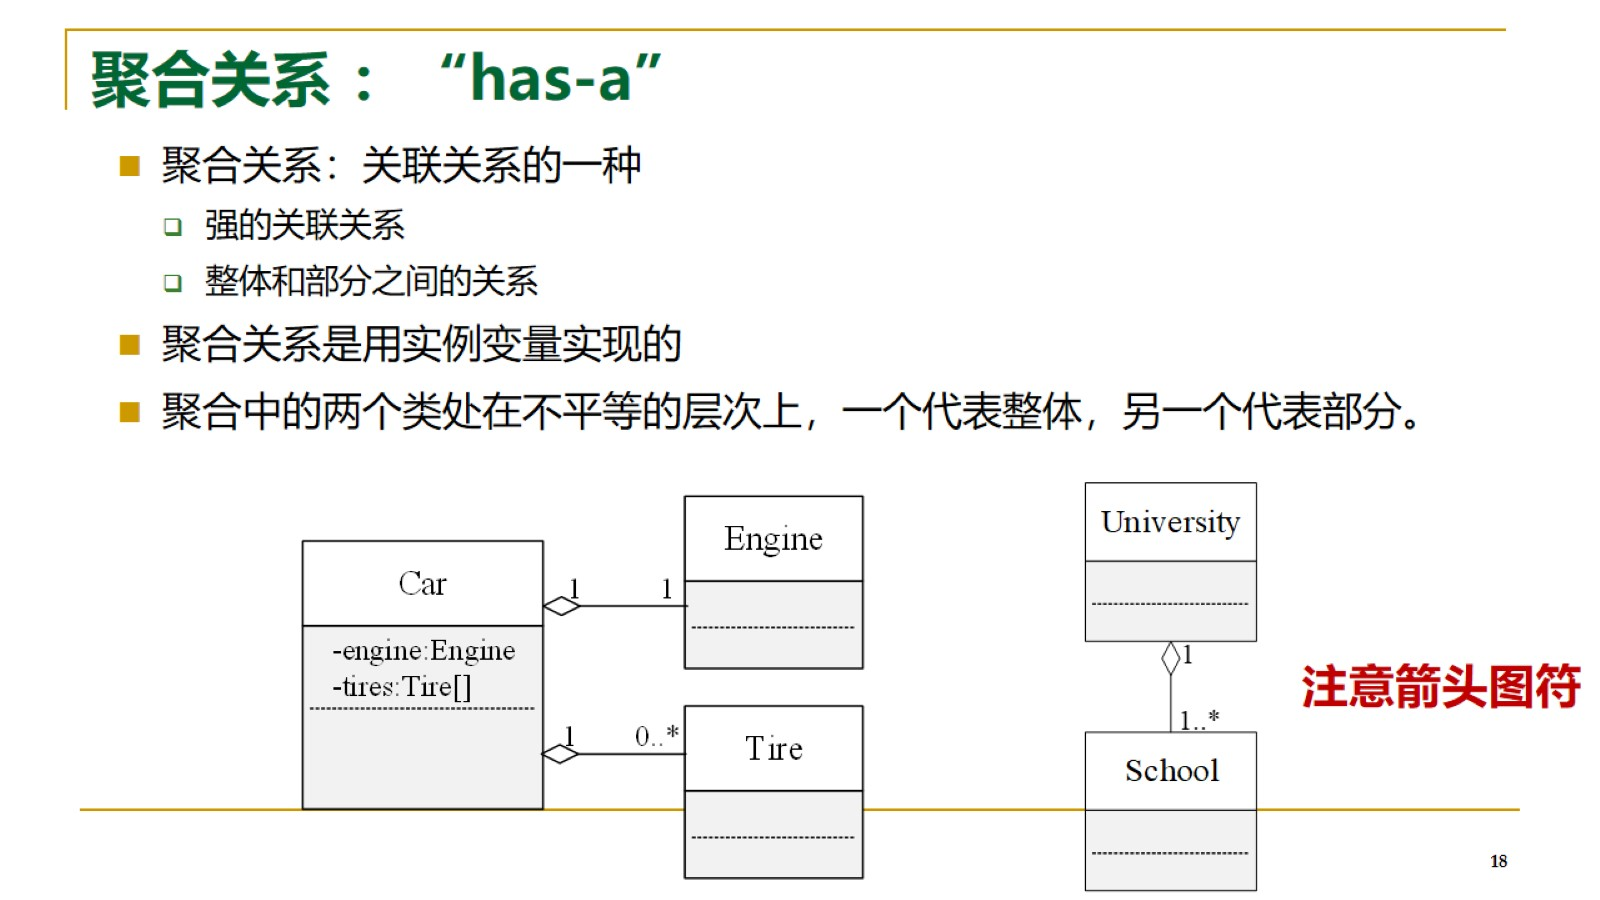 聚合关系： “has-a”
聚合关系：关联关系的一种
强的关联关系
整体和部分之间的关系
聚合关系是用实例变量实现的
聚合中的两个类处在不平等的层次上，一个代表整体，另一个代表部分。
Car
-engine:Engine
-tires:Tire[]
1 1
Engine
1 0..*
Tire
University
1
1..*
School
注意箭头图符
18